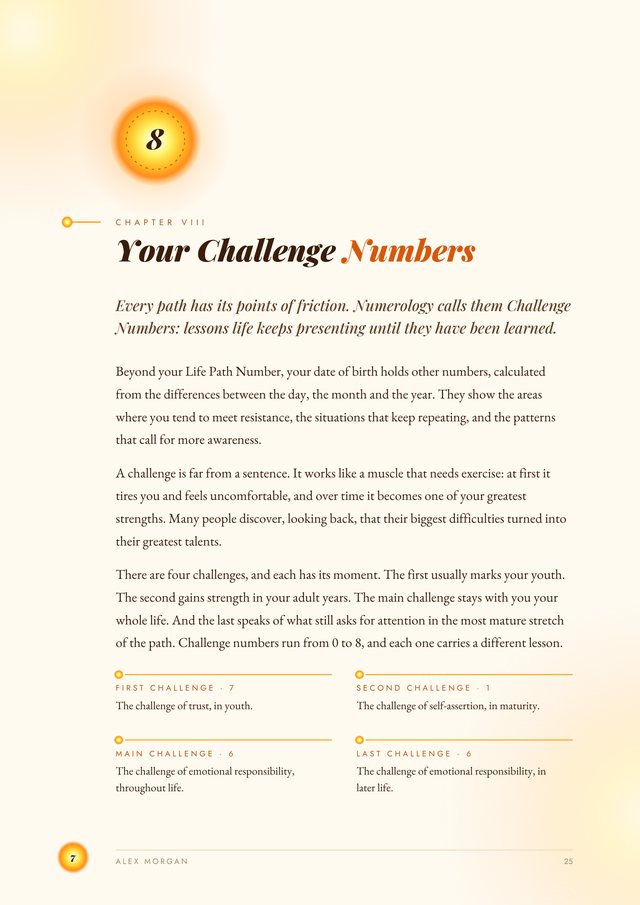 8
CHAPTER VIII
Your Challenge Numbers
Every path has its points of friction. Numerology calls them Challenge
Numbers: lessons life keeps presenting until they have been learned.
Beyond your Life Path Number, your date of birth holds other numbers, calculated
from the differences between the day, the month and the year. They show the areas
where you tend to meet resistance, the situations that keep repeating, and the patterns
that call for more awareness.
A challenge is far from a sentence. It works like a muscle that needs exercise: at first it
tires you and feels uncomfortable, and over time it becomes one of your greatest
strengths. Many people discover, looking back, that their biggest difficulties turned into
their greatest talents.
There are four challenges, and each has its moment. The first usually marks your youth.
The second gains strength in your adult years. The main challenge stays with you your
whole life. And the last speaks of what still asks for attention in the most mature stretch
of the path. Challenge numbers run from 0 to 8, and each one carries a different lesson.
FIRST CHALLENGE · 7
The challenge of trust, in youth.
SECOND CHALLENGE · 1
The challenge of self-assertion, in maturity.
MAIN CHALLENGE · 6
The challenge of emotional responsibility,
throughout life.
LAST CHALLENGE · 6
The challenge of emotional responsibility, in
later life.
7
ALEX MORGAN
25